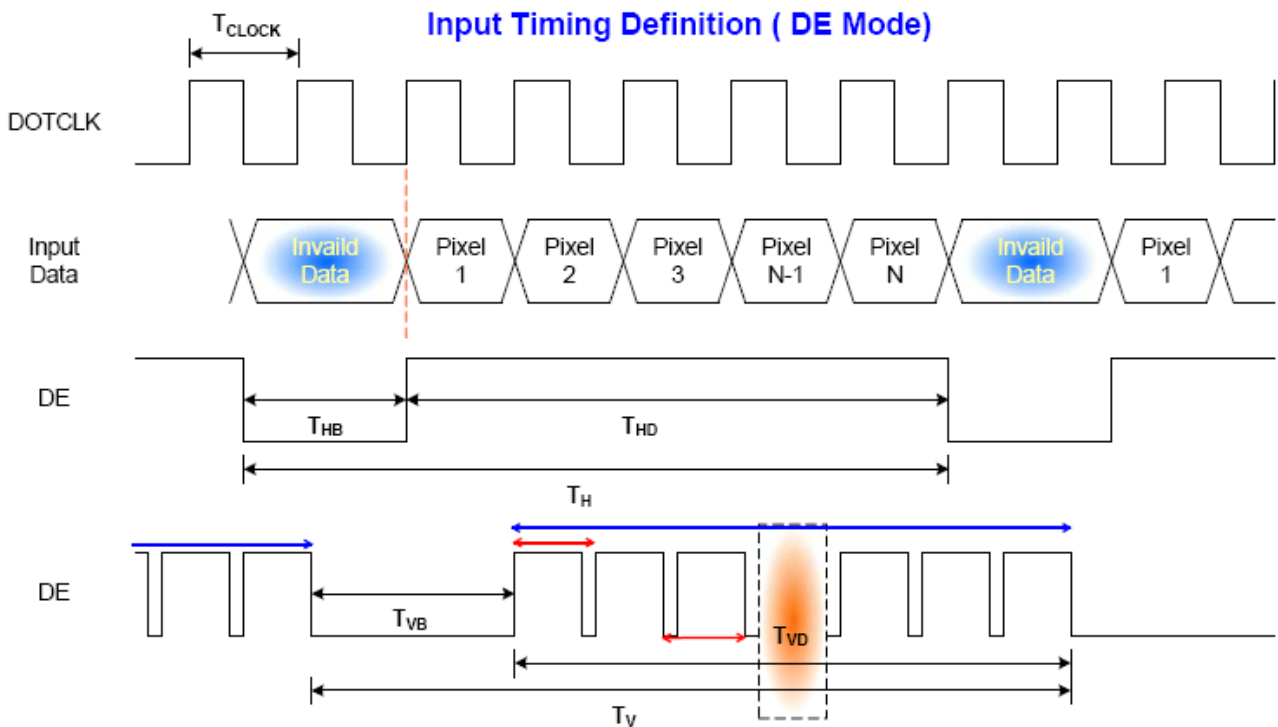 Input Timing Definition ( DE Mode)
TCLOCK
DOTCLK
Input
Data
Invaild
Data
Pixel
1
Pixel
2
Pixel
3
Pixel
N-1
Pixel
N
Invaild
Data
Pixel
1
DE
THB
THD
TH
DE
TVB
TVD
TV